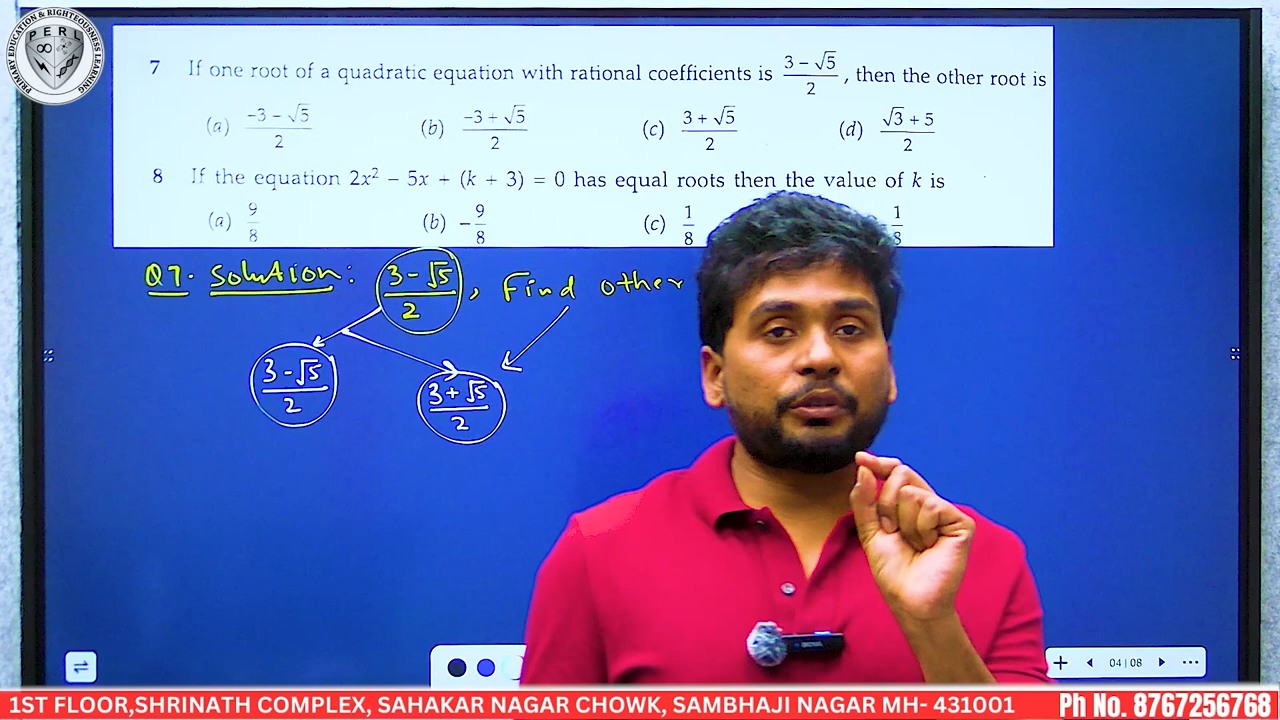 PRIMARY EDUCATION & RIGHTEOUSNESS LEARNING
PERL
7 If one root of a quadratic equation with rational coefficients is (3 − √5)/2, then the other root is
(a) (−3 − √5)/2 (b) (−3 + √5)/2 (c) (3 + √5)/2 (d) (√3 + 5)/2
8 If the equation 2x² − 5x + (k + 3) = 0 has equal roots then the value of k is
(a) 9/8 (b) −9/8 (c) 1/8 1/8
Q7. Solution: (3 − √5)/2, Find other
(3 − √5)/2 (3 + √5)/2
04|08
1ST FLOOR,SHRINATH COMPLEX, SAHAKAR NAGAR CHOWK, SAMBHAJI NAGAR MH- 431001 Ph No. 8767256768